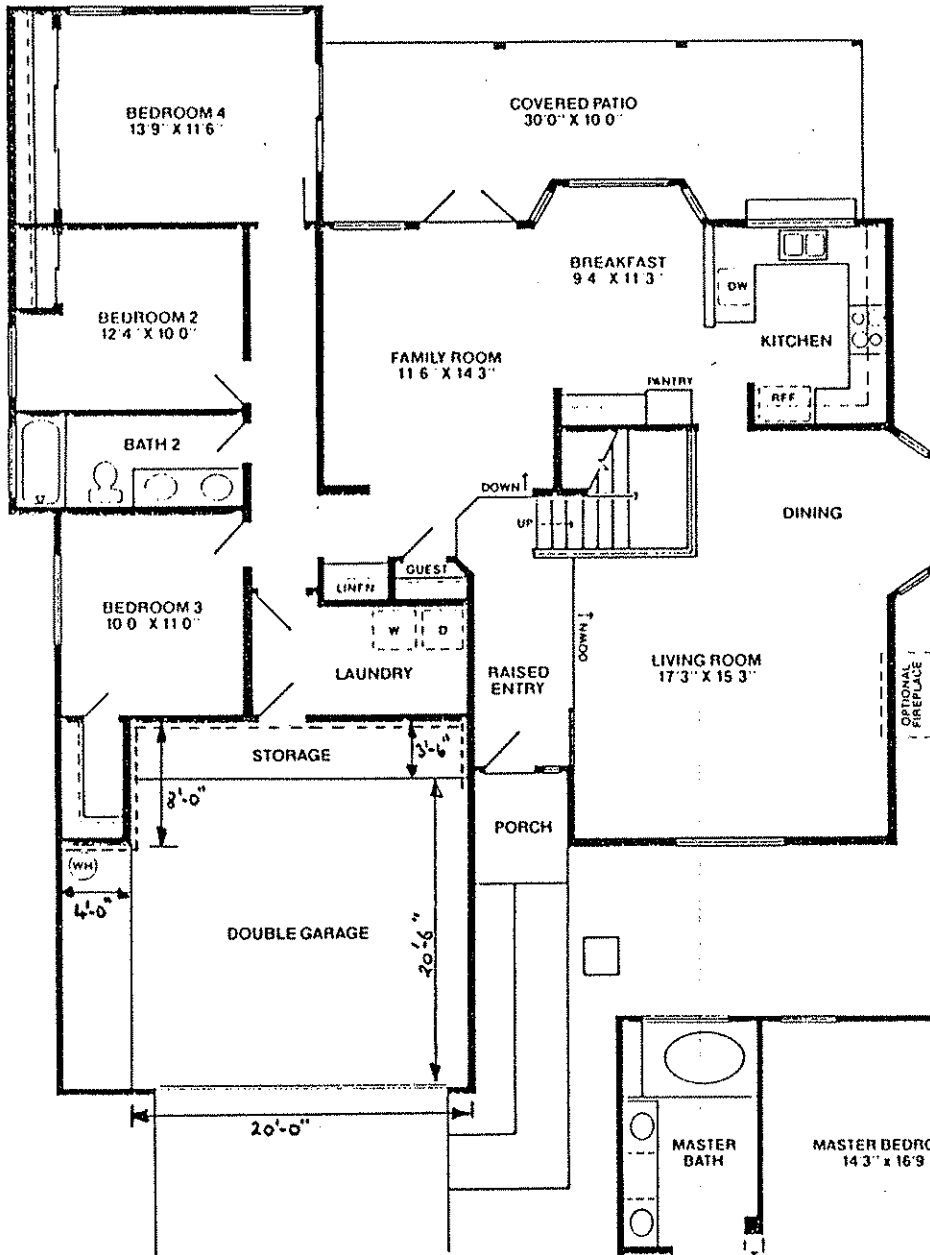 BEDROOM 4
13'9" X 11'6"
COVERED PATIO
30'0" X 10'0"
BREAKFAST
9'4" X 11'3"
DW
BEDROOM 2
12'4" X 10'0"
KITCHEN
FAMILY ROOM
11'6" X 14'3"
PANTRY
REF
BATH 2
DOWN
DINING
UP
GUEST
LINEN
BEDROOM 3
10'0" X 11'0"
W
D
DOWN
LAUNDRY
RAISED
ENTRY
LIVING ROOM
17'3" X 15'3"
OPTIONAL
FIREPLACE
STORAGE
3'-6"
8'-0"
PORCH
WH
4'-0"
DOUBLE GARAGE
20'-6"
20'-0"
MASTER
BATH
MASTER BEDRO
14'3" x 16'9